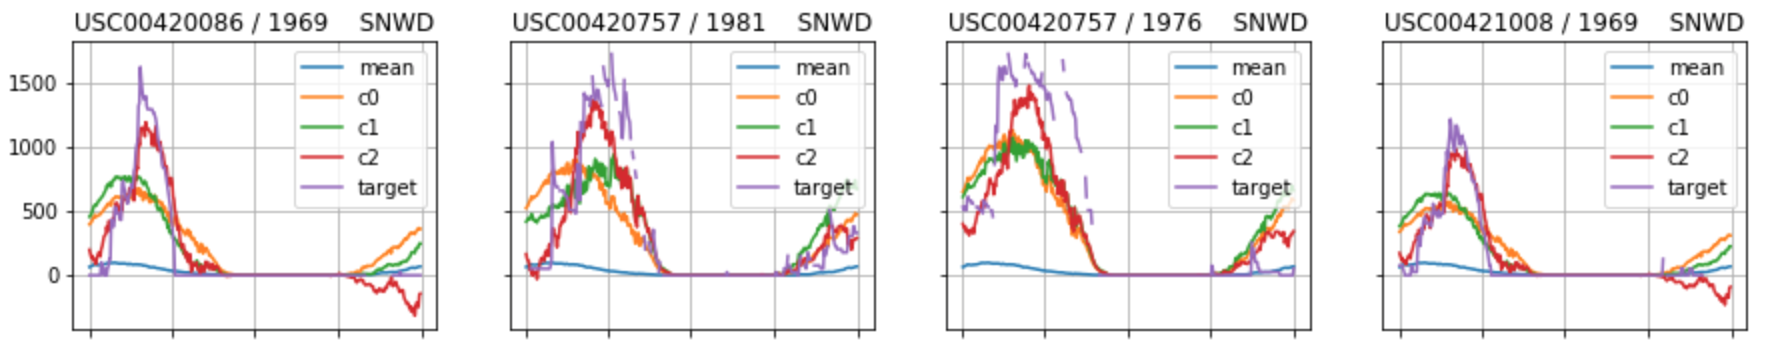 USC00420086 / 1969 SNWD
mean
c0
c1
c2
target
1500
1000
500
0
USC00420757 / 1981 SNWD
mean
c0
c1
c2
target
USC00420757 / 1976 SNWD
mean
c0
c1
c2
target
USC00421008 / 1969 SNWD
mean
c0
c1
c2
target